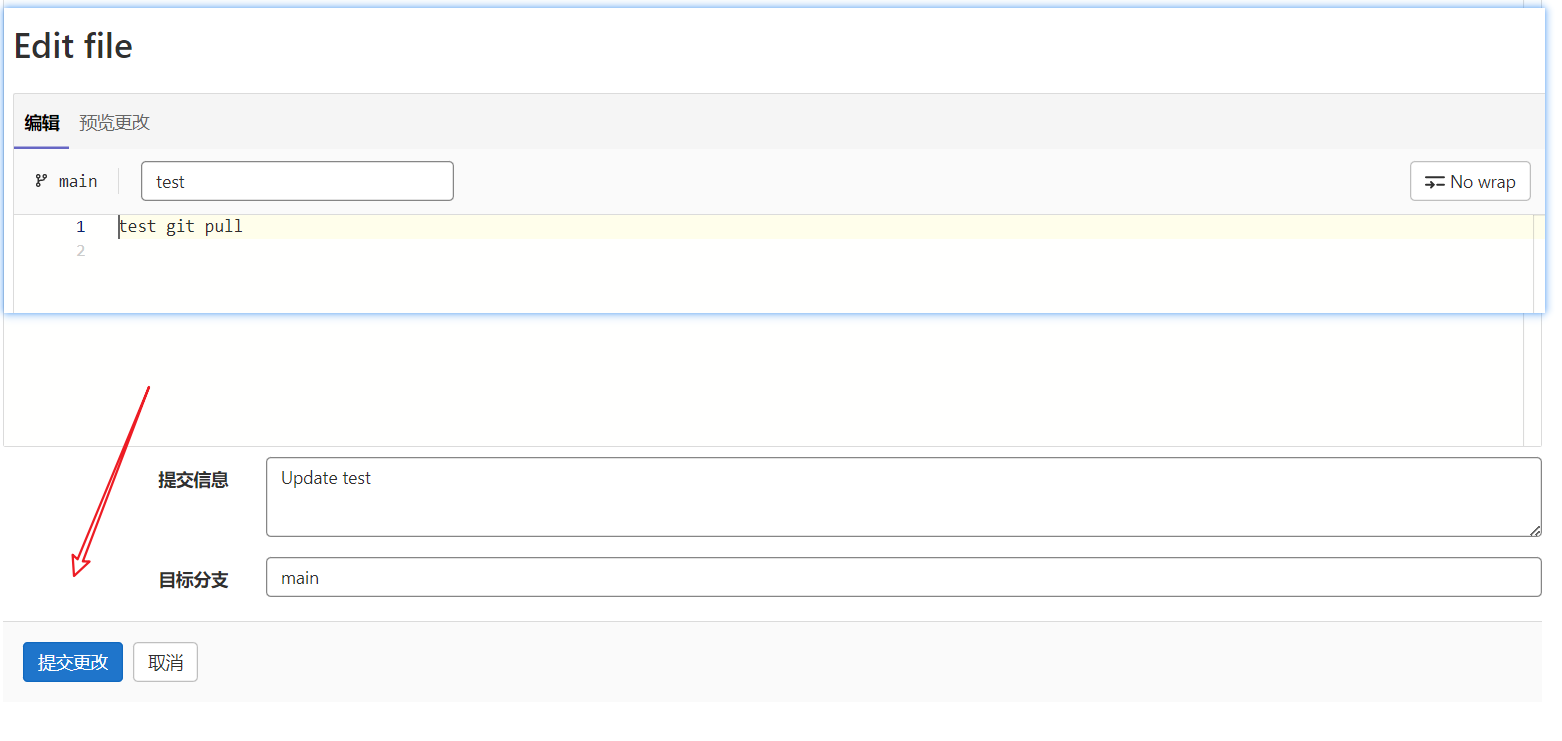 Edit file
编辑 预览更改
main test No wrap
1 test git pull
2
提交信息 Update test
目标分支 main
提交更改 取消